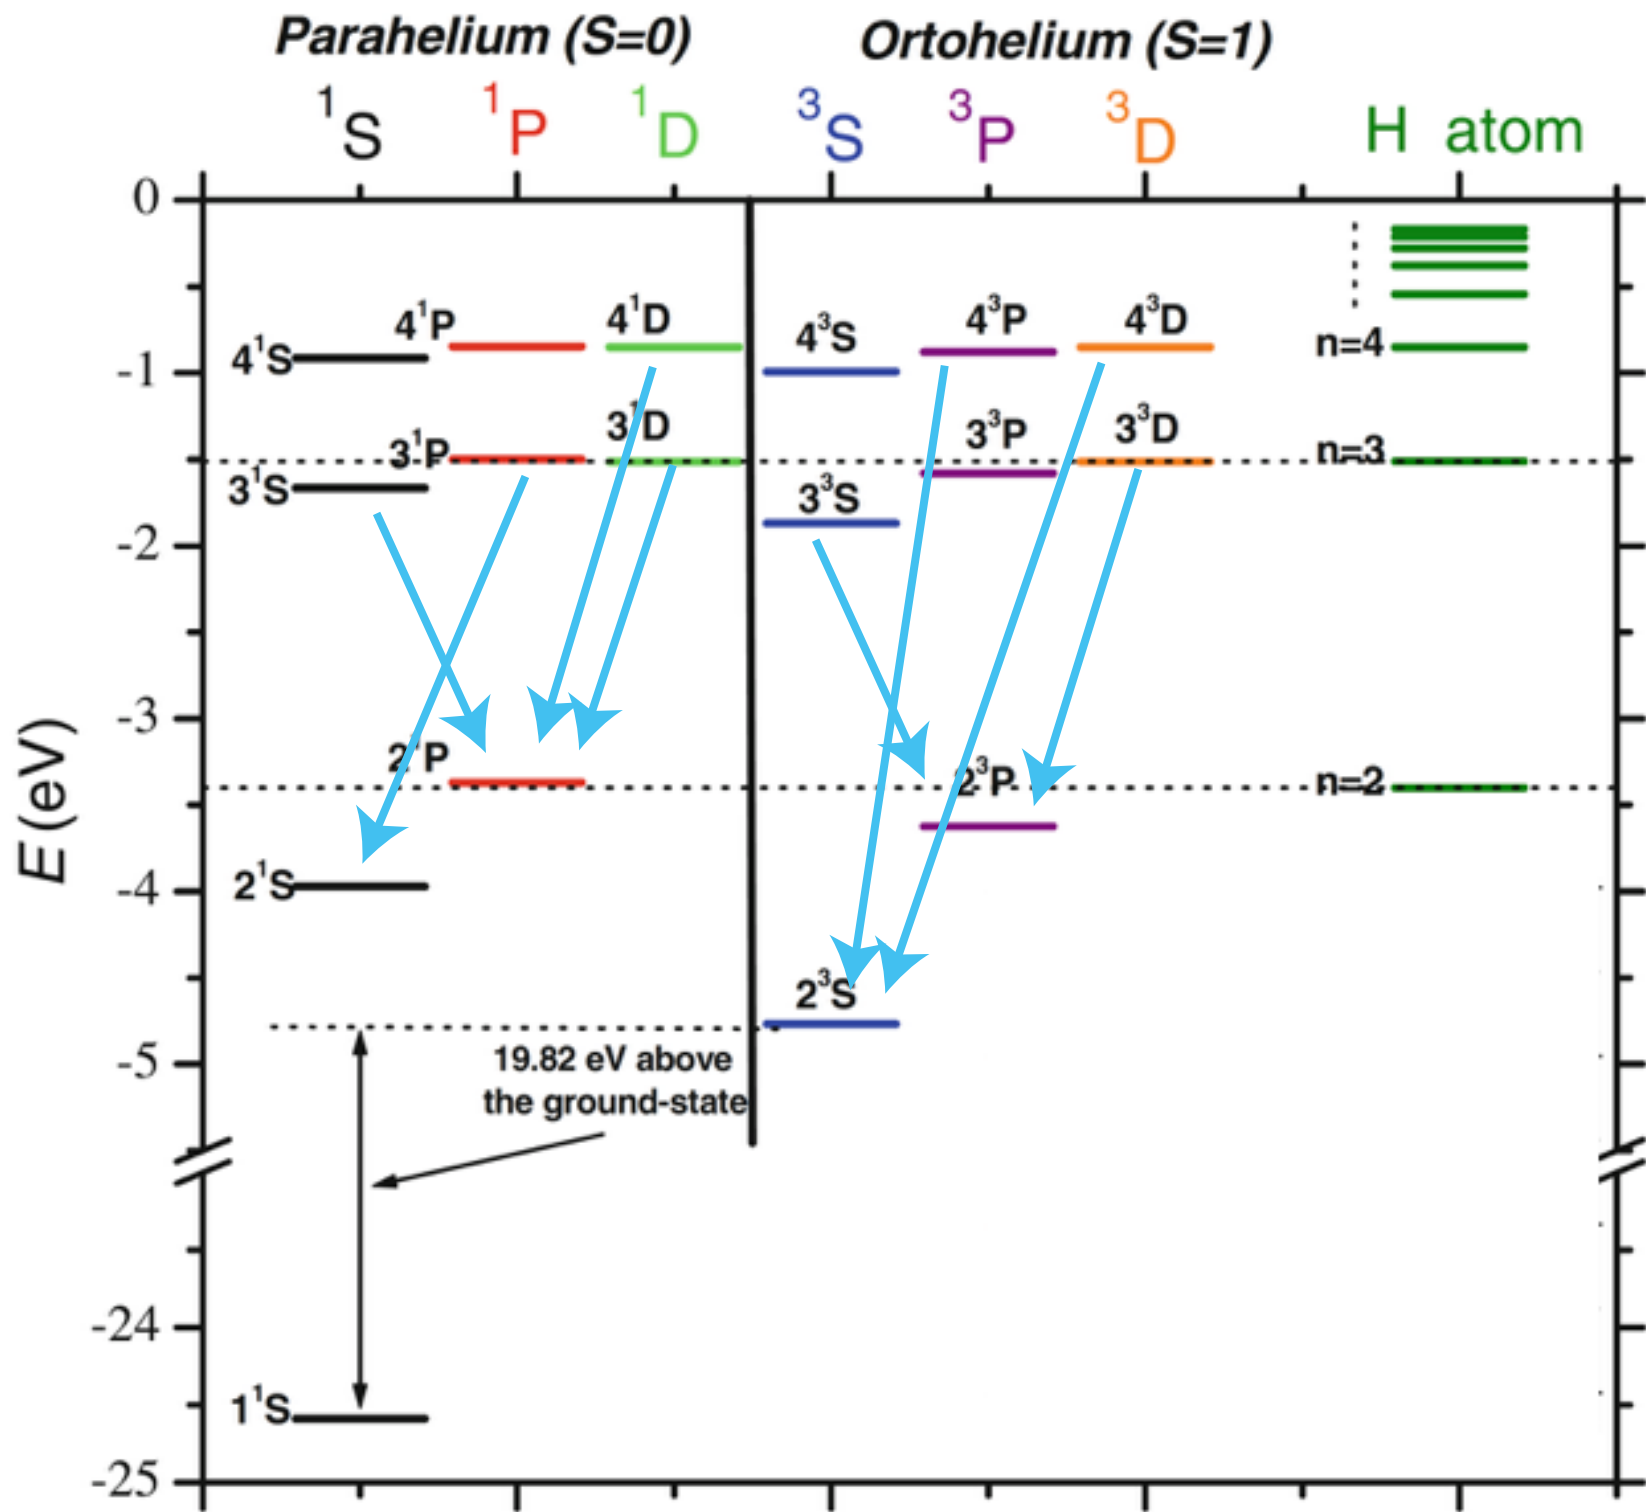 Parahelium (S=0) Ortohelium (S=1)
¹S ¹P ¹D ³S ³P ³D H atom
0
4¹P 4¹D 4³S 4³P 4³D n=4
4¹S
-1
3¹P 3¹D 3³P 3³D n=3
3¹S 3³S
-2
-3
2¹P 2³P n=2
2¹S
-4
2³S
E (eV)
-5
19.82 eV above
the ground-state
-24
1¹S
-25